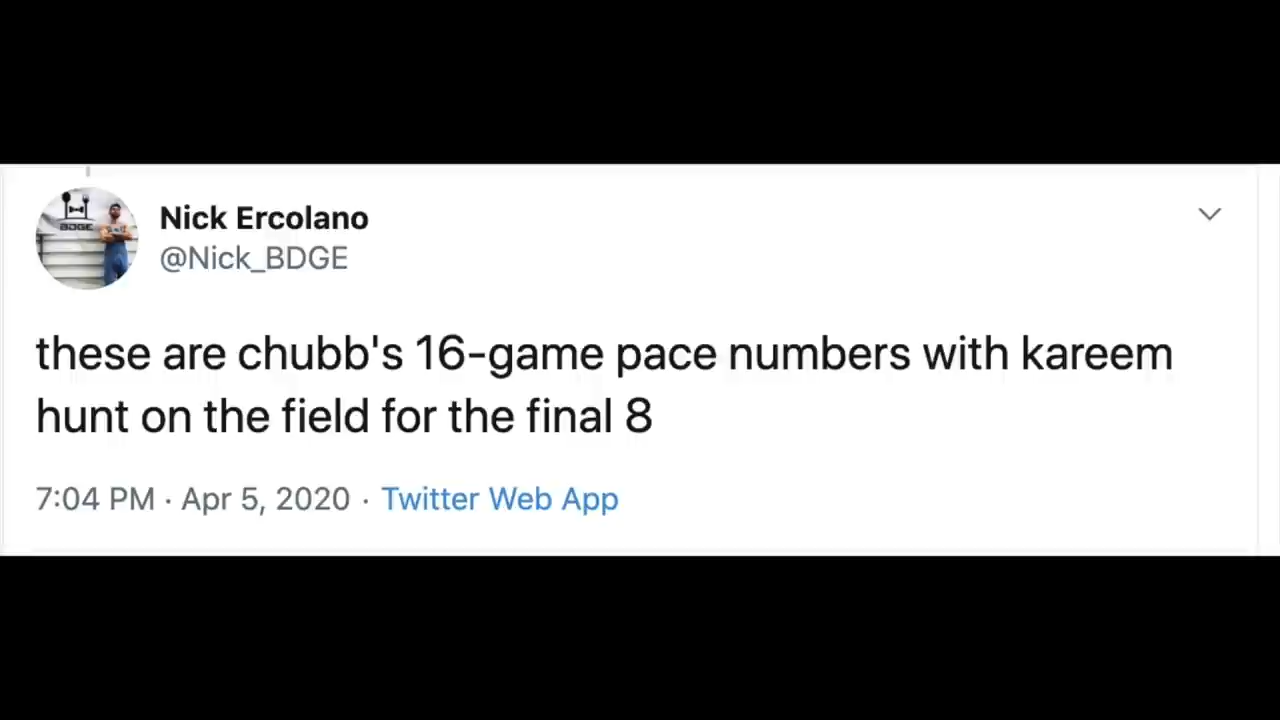 BDGE
Nick Ercolano
@Nick_BDGE
these are chubb's 16-game pace numbers with kareem
hunt on the field for the final 8
7:04 PM · Apr 5, 2020 · Twitter Web App